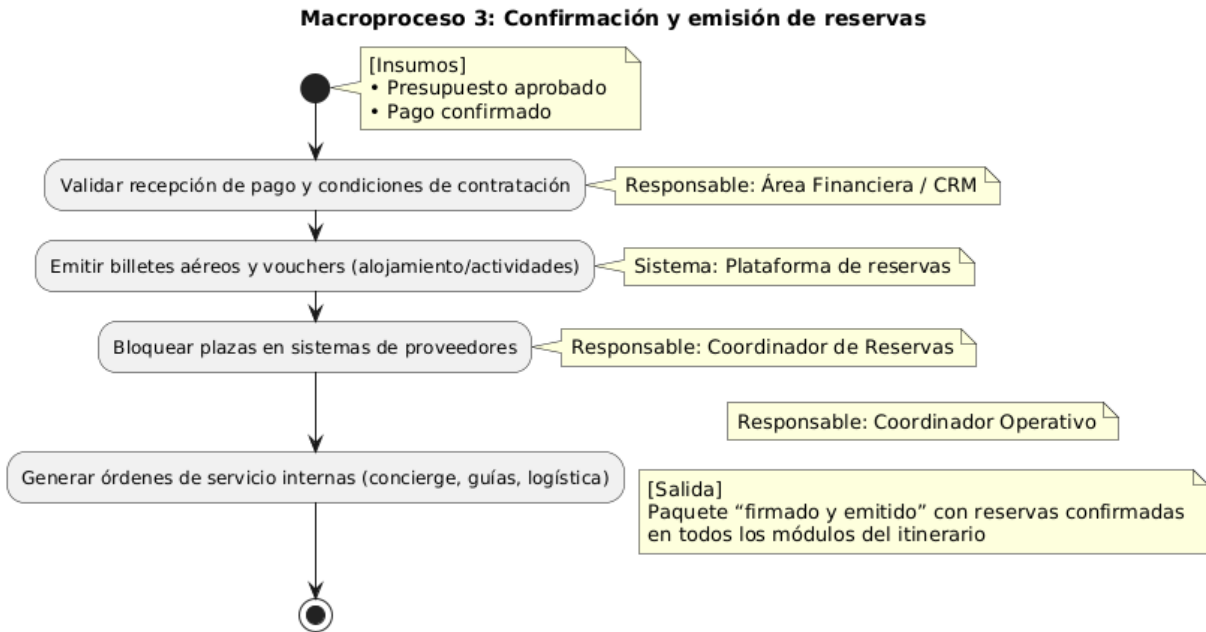 Macroproceso 3: Confirmación y emisión de reservas
[Insumos]
• Presupuesto aprobado
• Pago confirmado
Validar recepción de pago y condiciones de contratación
Responsable: Área Financiera / CRM
Emitir billetes aéreos y vouchers (alojamiento/actividades)
Sistema: Plataforma de reservas
Bloquear plazas en sistemas de proveedores
Responsable: Coordinador de Reservas
Responsable: Coordinador Operativo
Generar órdenes de servicio internas (concierge, guías, logística)
[Salida]
Paquete “firmado y emitido” con reservas confirmadas
en todos los módulos del itinerario